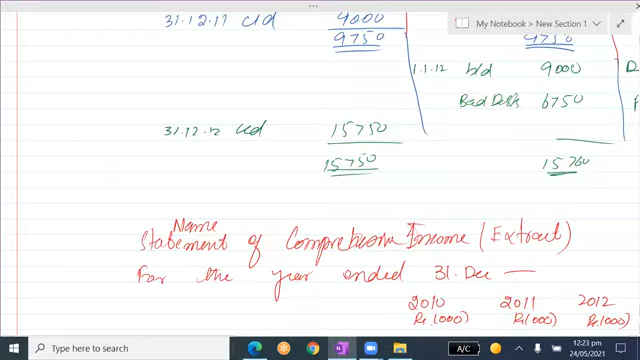 My Notebook > New Section 1
31.12.11 c/d 9000
9750 9750
1.1.12 b/d 9000
Bad Debts 6750
31.12.12 c/d 15750
15750 15760
Name
Statement of Income (Extract)
For the year ended 31. Dec —
2010 2011 2012
Rs.(000) Rs(000) Rs(000)
Type here to search
A/C
12:23 pm
24/05/2021